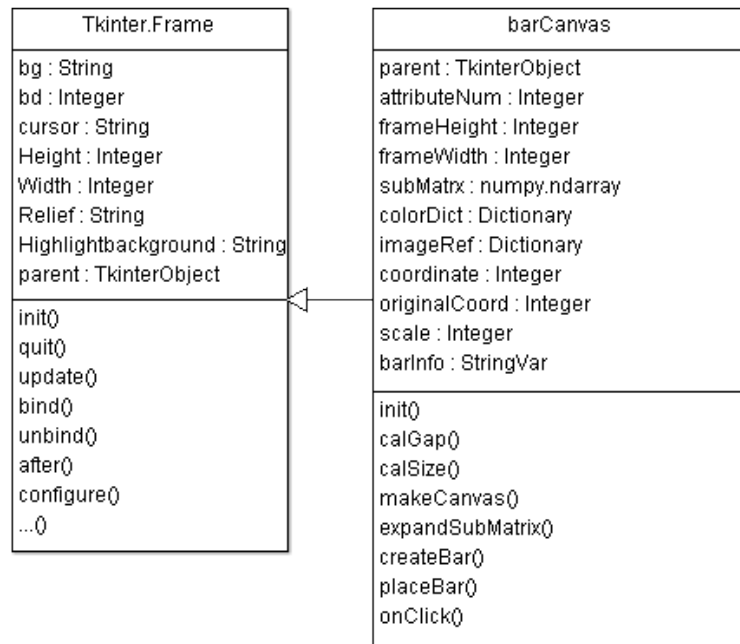 Tkinter.Frame
bg : String
bd : Integer
cursor : String
Height : Integer
Width : Integer
Relief : String
Highlightbackground : String
parent : TkinterObject
init()
quit()
update()
bind()
unbind()
after()
configure()
...()
barCanvas
parent : TkinterObject
attributeNum : Integer
frameHeight : Integer
frameWidth : Integer
subMatrx : numpy.ndarray
colorDict : Dictionary
imageRef : Dictionary
coordinate : Integer
originalCoord : Integer
scale : Integer
barInfo : StringVar
init()
calGap()
calSize()
makeCanvas()
expandSubMatrix()
createBar()
placeBar()
onClick()